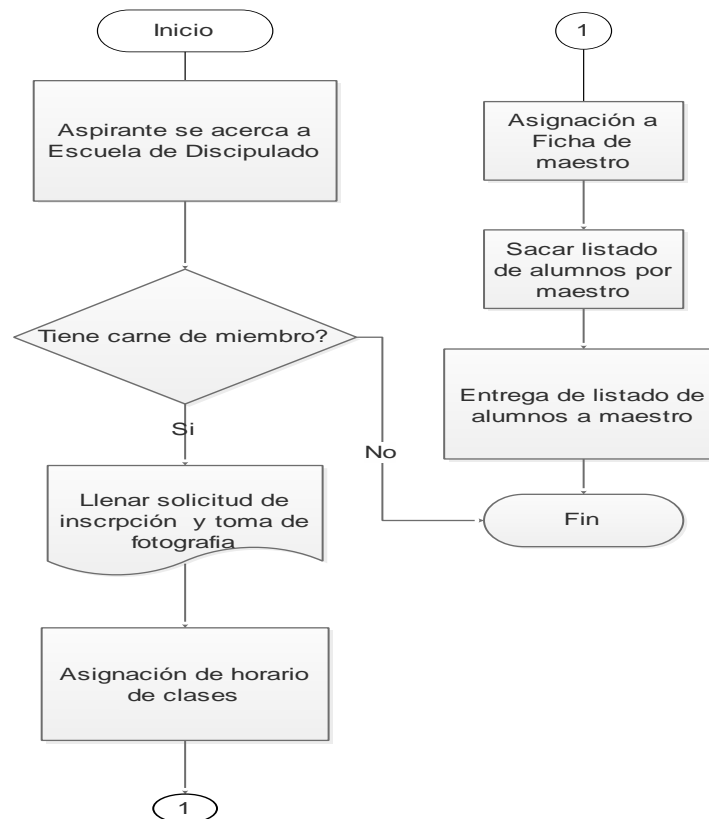 Inicio
Aspirante se acerca a
Escuela de Discipulado
Tiene carne de miembro?
Si
No
Llenar solicitud de
inscrpción y toma de
fotografia
Asignación de horario
de clases
1
1
Asignación a
Ficha de
maestro
Sacar listado
de alumnos por
maestro
Entrega de listado de
alumnos a maestro
Fin